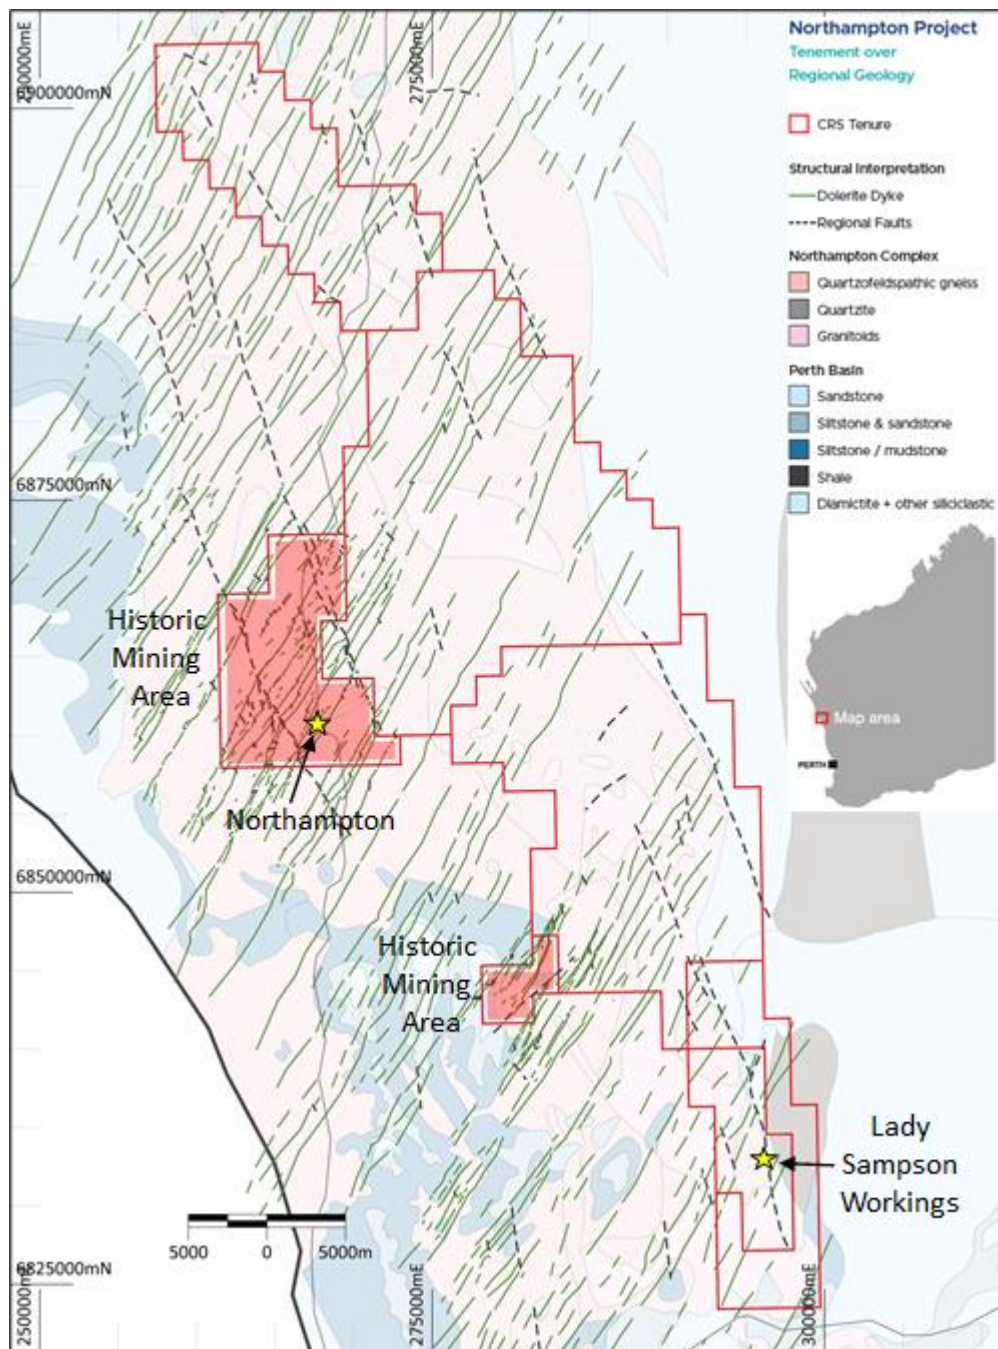 Northampton Project
Tenement over
Regional Geology
CRS Tenure
Structural Interpretation
Dolerite Dyke
Regional Faults
Northampton Complex
Quartzofeldspathic gneiss
Quartzite
Granitoids
Perth Basin
Sandstone
Siltstone & sandstone
Siltstone / mudstone
Shale
Diamictite + other siliciclastic
Map area
PERTH
275000mE
6900000mN
6875000mN
Historic
Mining
Area
Northampton
6850000mN
Historic
Mining
Area
Lady
Sampson
Workings
5000 0 5000m
6825000mN
250000mE
275000mE
300000mE